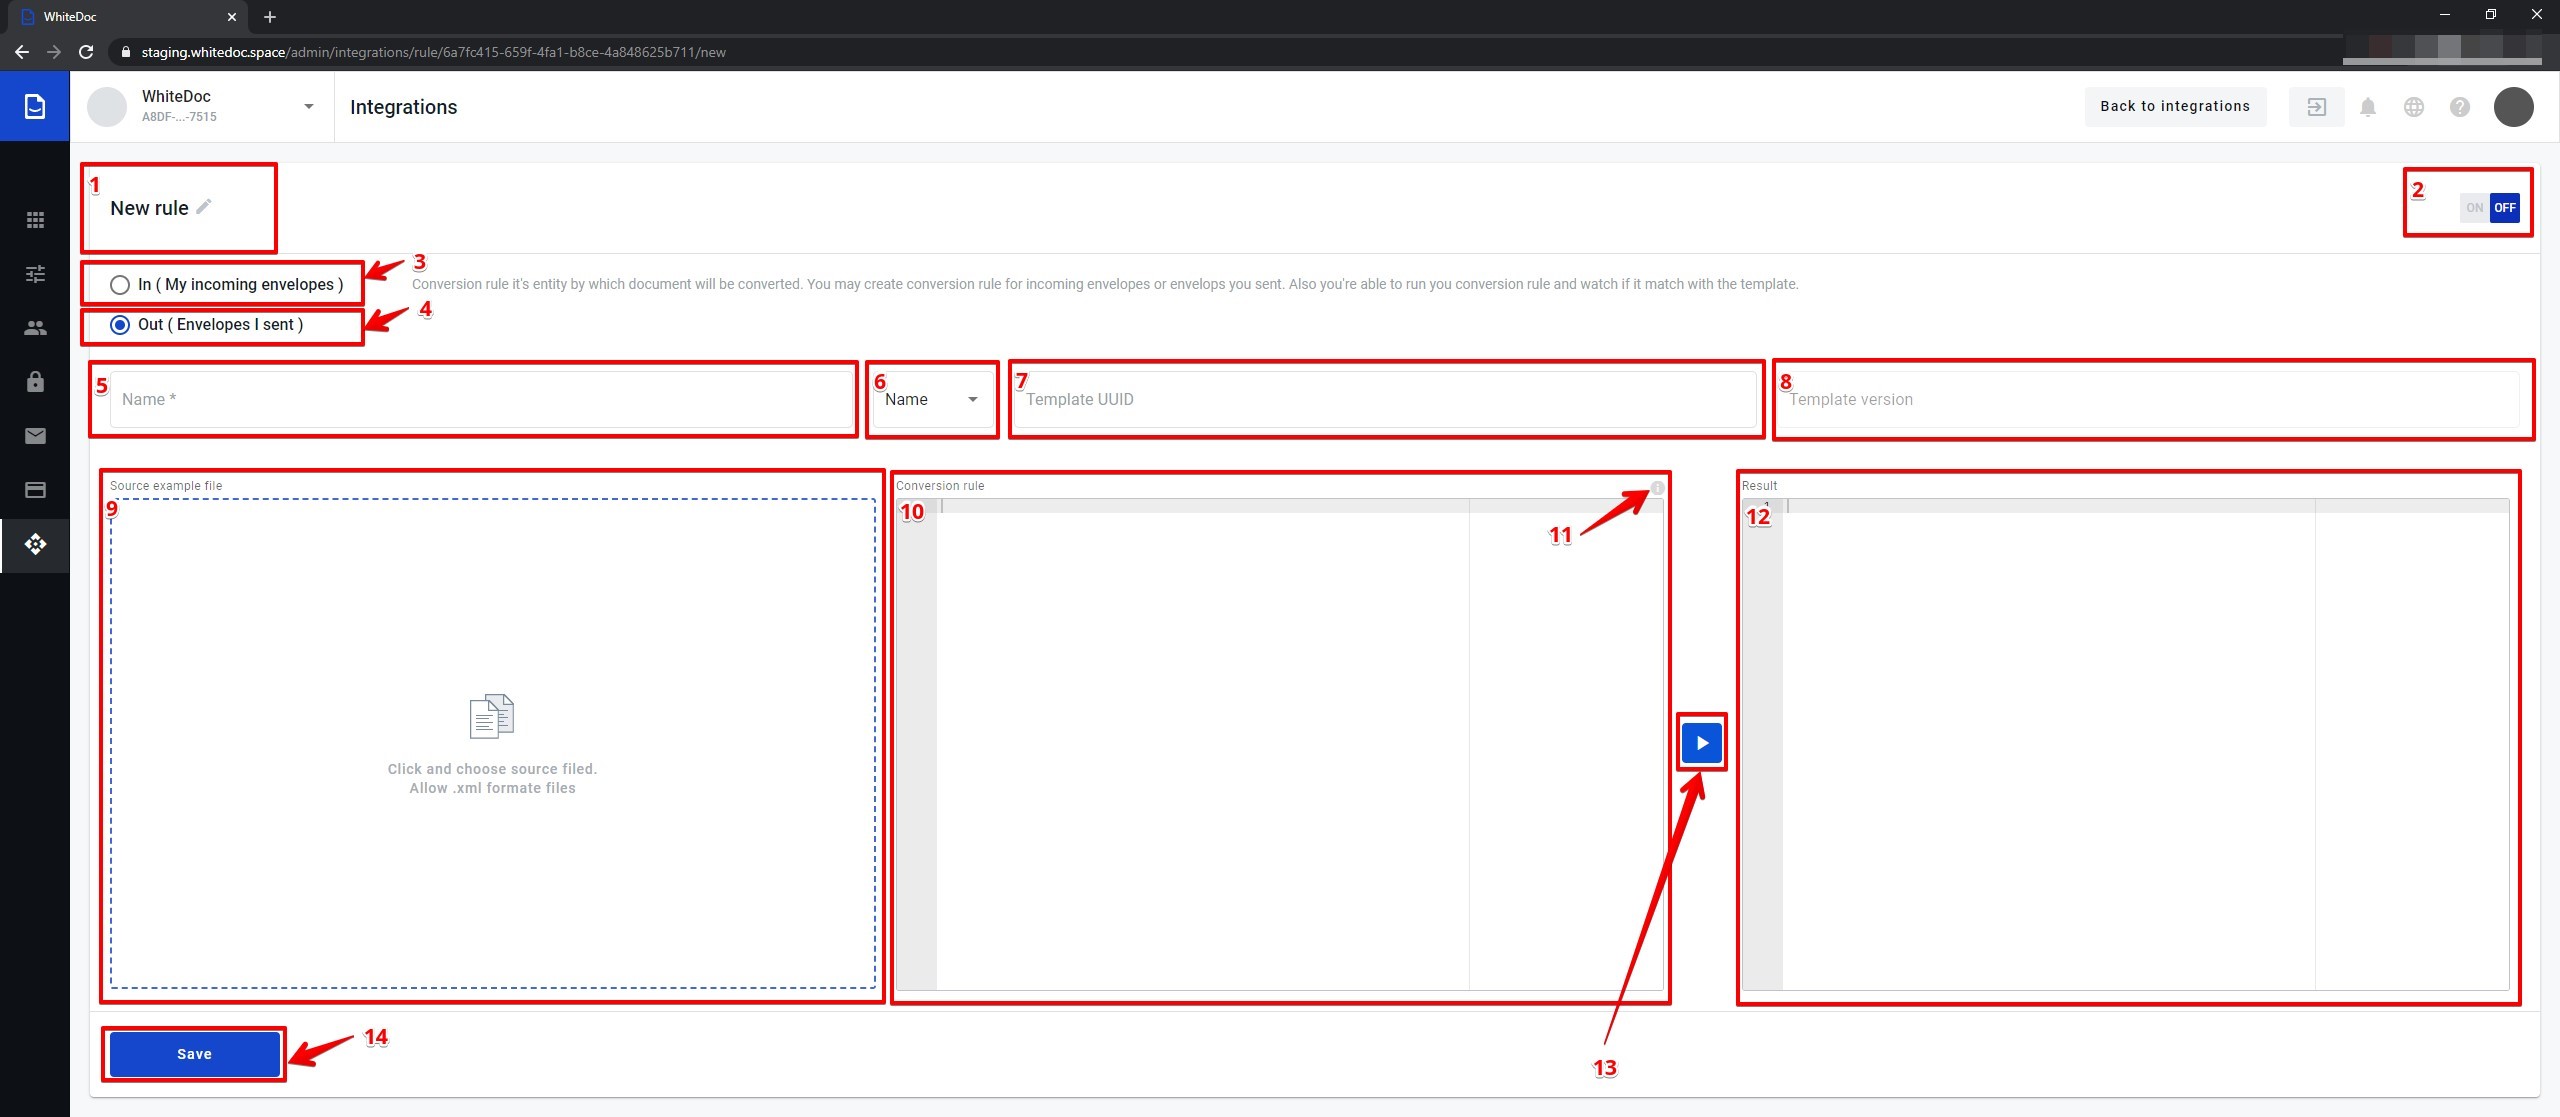 WhiteDoc
staging.whitedoc.space/admin/integrations/rule/6a7fc415-659f-4fa1-b8ce-4a848625b711/new
WhiteDoc
A8DF-...-7515
Integrations
Back to integrations
1
New rule
2
ON OFF
In ( My incoming envelopes )
3
Conversion rule it's entity by which document will be converted. You may create conversion rule for incoming envelopes or envelops you sent. Also you're able to run you conversion rule and watch if it match with the template.
Out ( Envelopes I sent )
4
5
Name *
6
Name
7
Template UUID
8
Template version
Source example file
9
Click and choose source filed.
Allow .xml formate files
Conversion rule
10
11
Result
1
12
13
Save
14